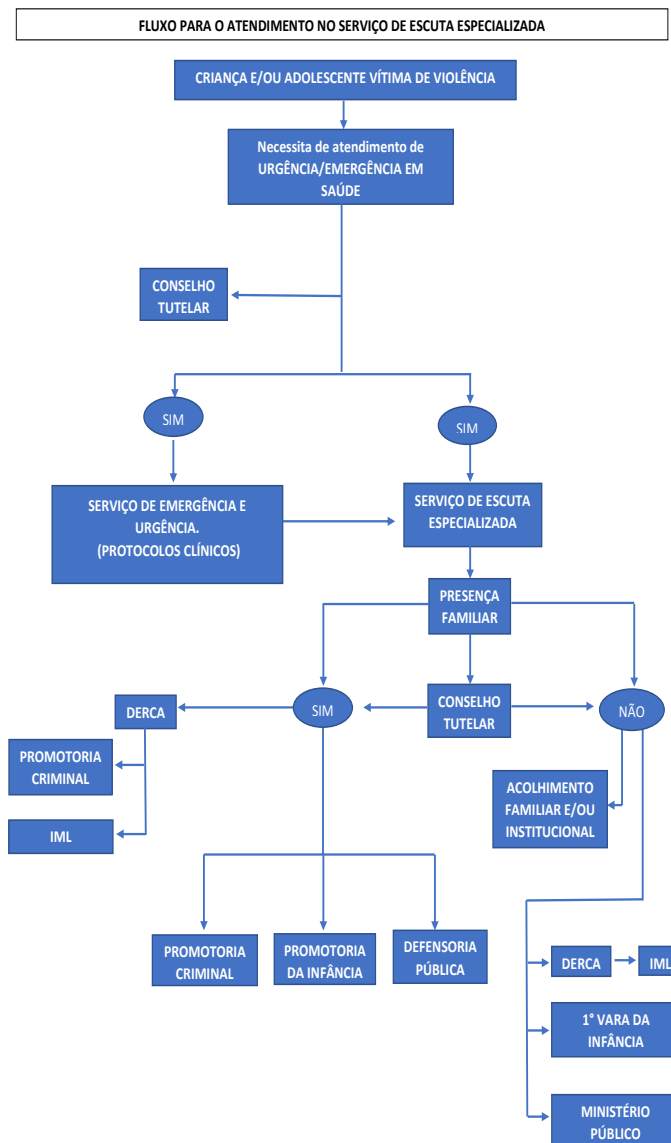 FLUXO PARA O ATENDIMENTO NO SERVIÇO DE ESCUTA ESPECIALIZADA
CRIANÇA E/OU ADOLESCENTE VÍTIMA DE VIOLÊNCIA
Necessita de atendimento de
URGÊNCIA/EMERGÊNCIA EM
SAÚDE
CONSELHO
TUTELAR
SIM
SIM
SERVIÇO DE EMERGÊNCIA E
URGÊNCIA.
(PROTOCOLOS CLÍNICOS)
SERVIÇO DE ESCUTA
ESPECIALIZADA
PRESENÇA
FAMILIAR
DERCA
SIM
CONSELHO
TUTELAR
NÃO
PROMOTORIA
CRIMINAL
IML
ACOLHIMENTO
FAMILIAR E/OU
INSTITUCIONAL
PROMOTORIA
CRIMINAL
PROMOTORIA
DA INFÂNCIA
DEFENSORIA
PÚBLICA
DERCA
IML
1° VARA DA
INFÂNCIA
MINISTÉRIO
PÚBLICO